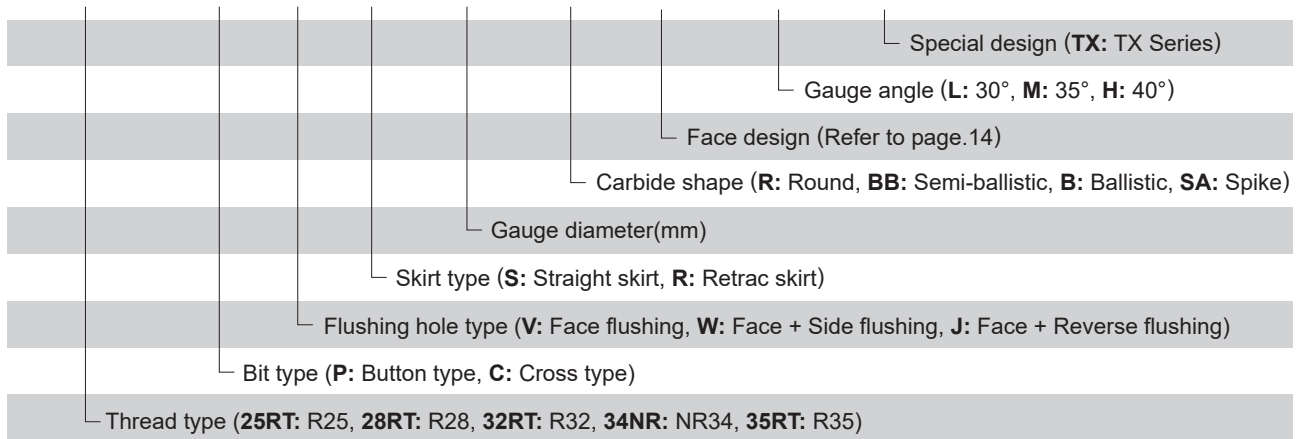 Special design (TX: TX Series)
Gauge angle (L: 30°, M: 35°, H: 40°)
Face design (Refer to page.14)
Carbide shape (R: Round, BB: Semi-ballistic, B: Ballistic, SA: Spike)
Gauge diameter(mm)
Skirt type (S: Straight skirt, R: Retrac skirt)
Flushing hole type (V: Face flushing, W: Face + Side flushing, J: Face + Reverse flushing)
Bit type (P: Button type, C: Cross type)
Thread type (25RT: R25, 28RT: R28, 32RT: R32, 34NR: NR34, 35RT: R35)